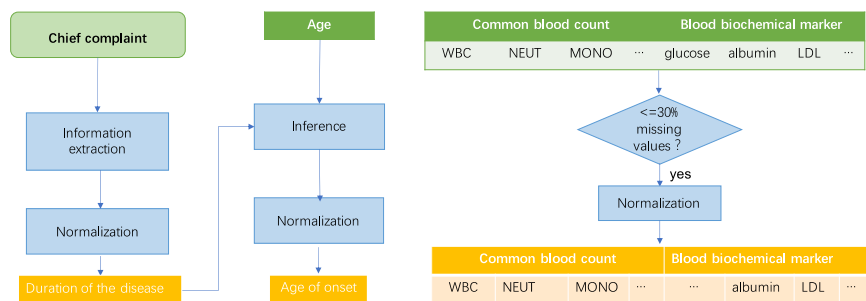 Chief complaint
Information
extraction
Normalization
Duration of the disease
Age
Inference
Normalization
Age of onset
Common blood count Blood biochemical marker
WBC NEUT MONO ... glucose albumin LDL ...
<=30%
missing
values ?
yes
Normalization
Common blood count Blood biochemical marker
WBC NEUT MONO ... ... albumin LDL ...